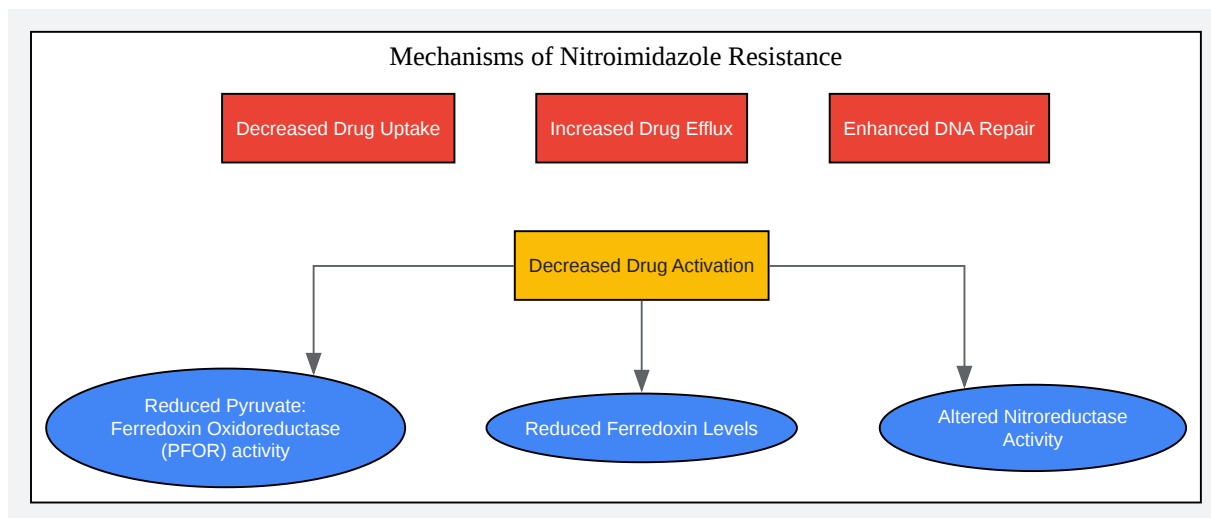 Mechanisms of Nitroimidazole Resistance
Decreased Drug Uptake
Increased Drug Efflux
Enhanced DNA Repair
Decreased Drug Activation
Reduced Pyruvate:
Ferredoxin Oxidoreductase
(PFOR) activity
Reduced Ferredoxin Levels
Altered Nitroreductase
Activity